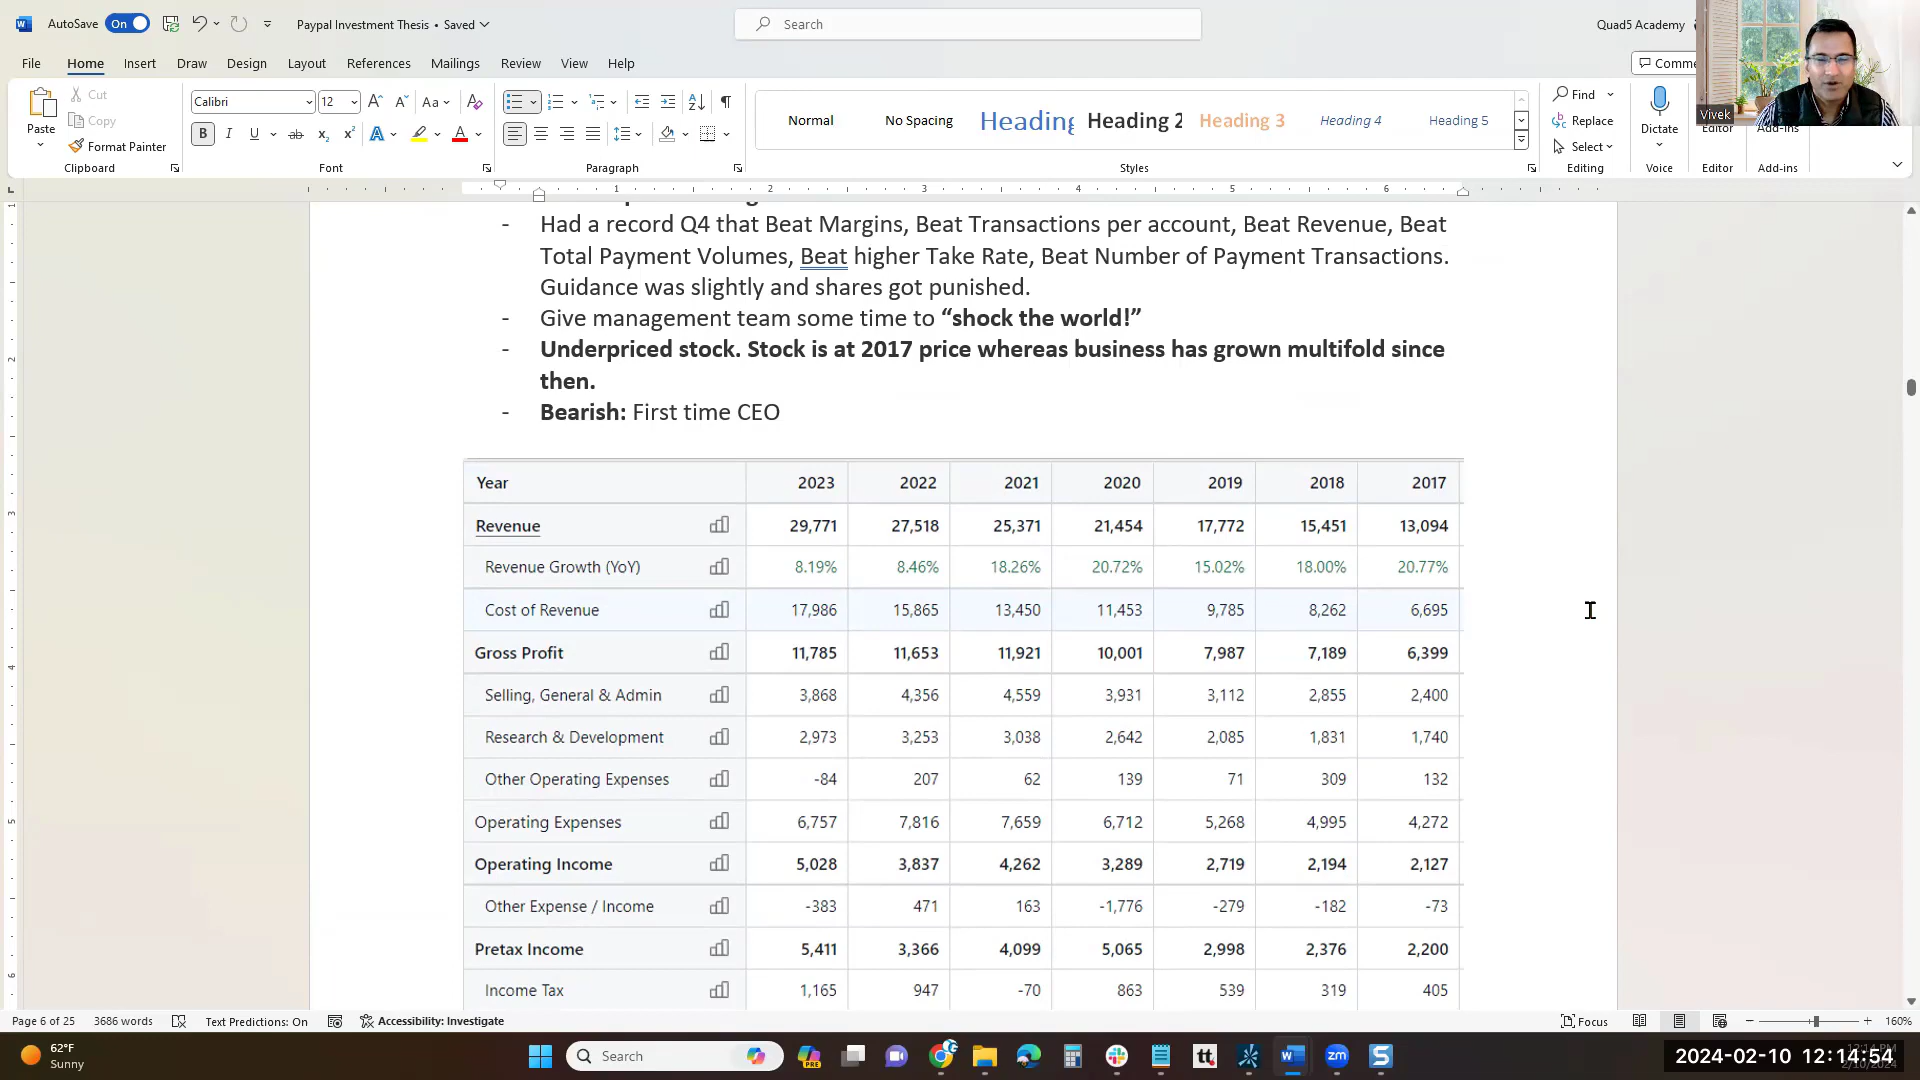 AutoSave On Paypal Investment Thesis • Saved Search Quad5 Academy
File Home Insert Draw Design Layout References Mailings Review View Help
Paste Cut Copy Format Painter Clipboard
Calibri 12 Font
Paragraph
Normal No Spacing Heading Heading 2 Heading 3 Heading 4 Heading 5 Styles
Find Replace Select Editing
Dictate Voice
Editor Editor
Add-ins Add-ins
Vivek
- Had a record Q4 that Beat Margins, Beat Transactions per account, Beat Revenue, Beat
Total Payment Volumes, Beat higher Take Rate, Beat Number of Payment Transactions.
Guidance was slightly and shares got punished.
- Give management team some time to “shock the world!”
- Underpriced stock. Stock is at 2017 price whereas business has grown multifold since
then.
- Bearish: First time CEO
Year 2023 2022 2021 2020 2019 2018 2017
Revenue 29,771 27,518 25,371 21,454 17,772 15,451 13,094
Revenue Growth (YoY) 8.19% 8.46% 18.26% 20.72% 15.02% 18.00% 20.77%
Cost of Revenue 17,986 15,865 13,450 11,453 9,785 8,262 6,695
Gross Profit 11,785 11,653 11,921 10,001 7,987 7,189 6,399
Selling, General & Admin 3,868 4,356 4,559 3,931 3,112 2,855 2,400
Research & Development 2,973 3,253 3,038 2,642 2,085 1,831 1,740
Other Operating Expenses -84 207 62 139 71 309 132
Operating Expenses 6,757 7,816 7,659 6,712 5,268 4,995 4,272
Operating Income 5,028 3,837 4,262 3,289 2,719 2,194 2,127
Other Expense / Income -383 471 163 -1,776 -279 -182 -73
Pretax Income 5,411 3,366 4,099 5,065 2,998 2,376 2,200
Income Tax 1,165 947 -70 863 539 319 405
Page 6 of 25 3686 words Text Predictions: On Accessibility: Investigate Focus 160%
62°F
Sunny
Search
2024-02-10 12:14:54